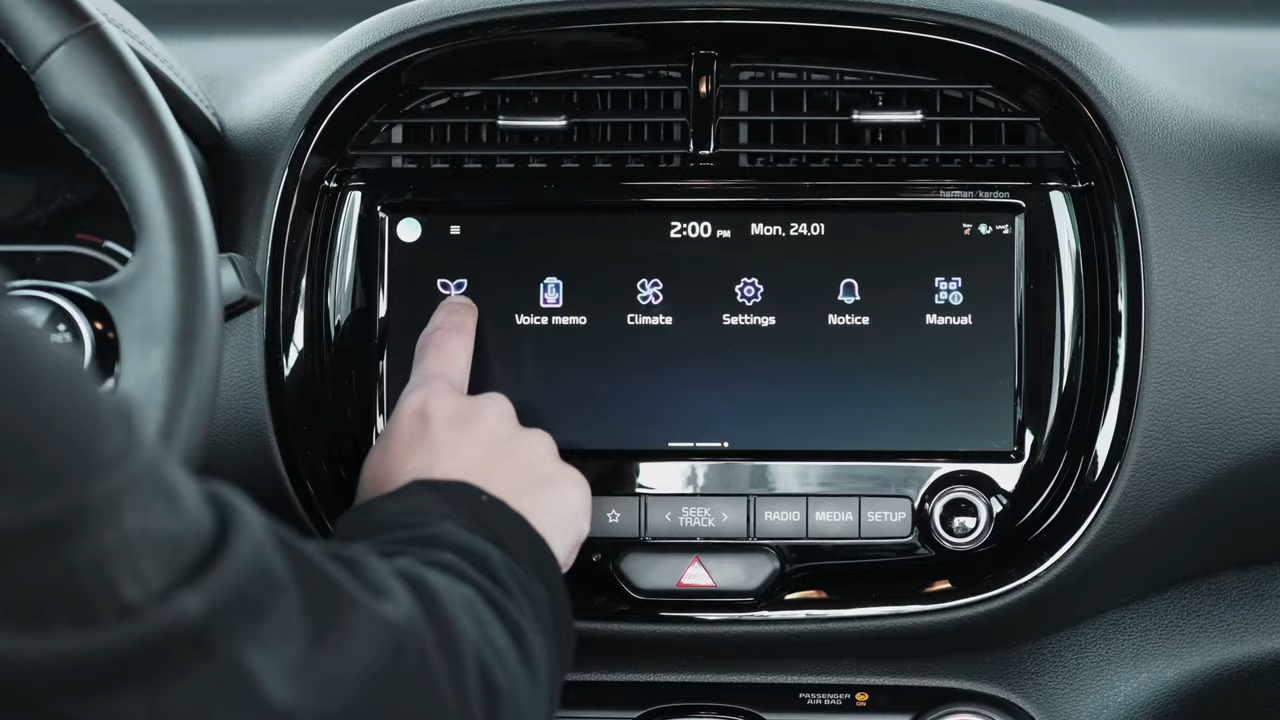 harman/kardon
2:00 PM Mon, 24.01
Voice memo Climate Settings Notice Manual
SEEK
TRACK
RADIO MEDIA SETUP
PASSENGER
AIR BAG
ON